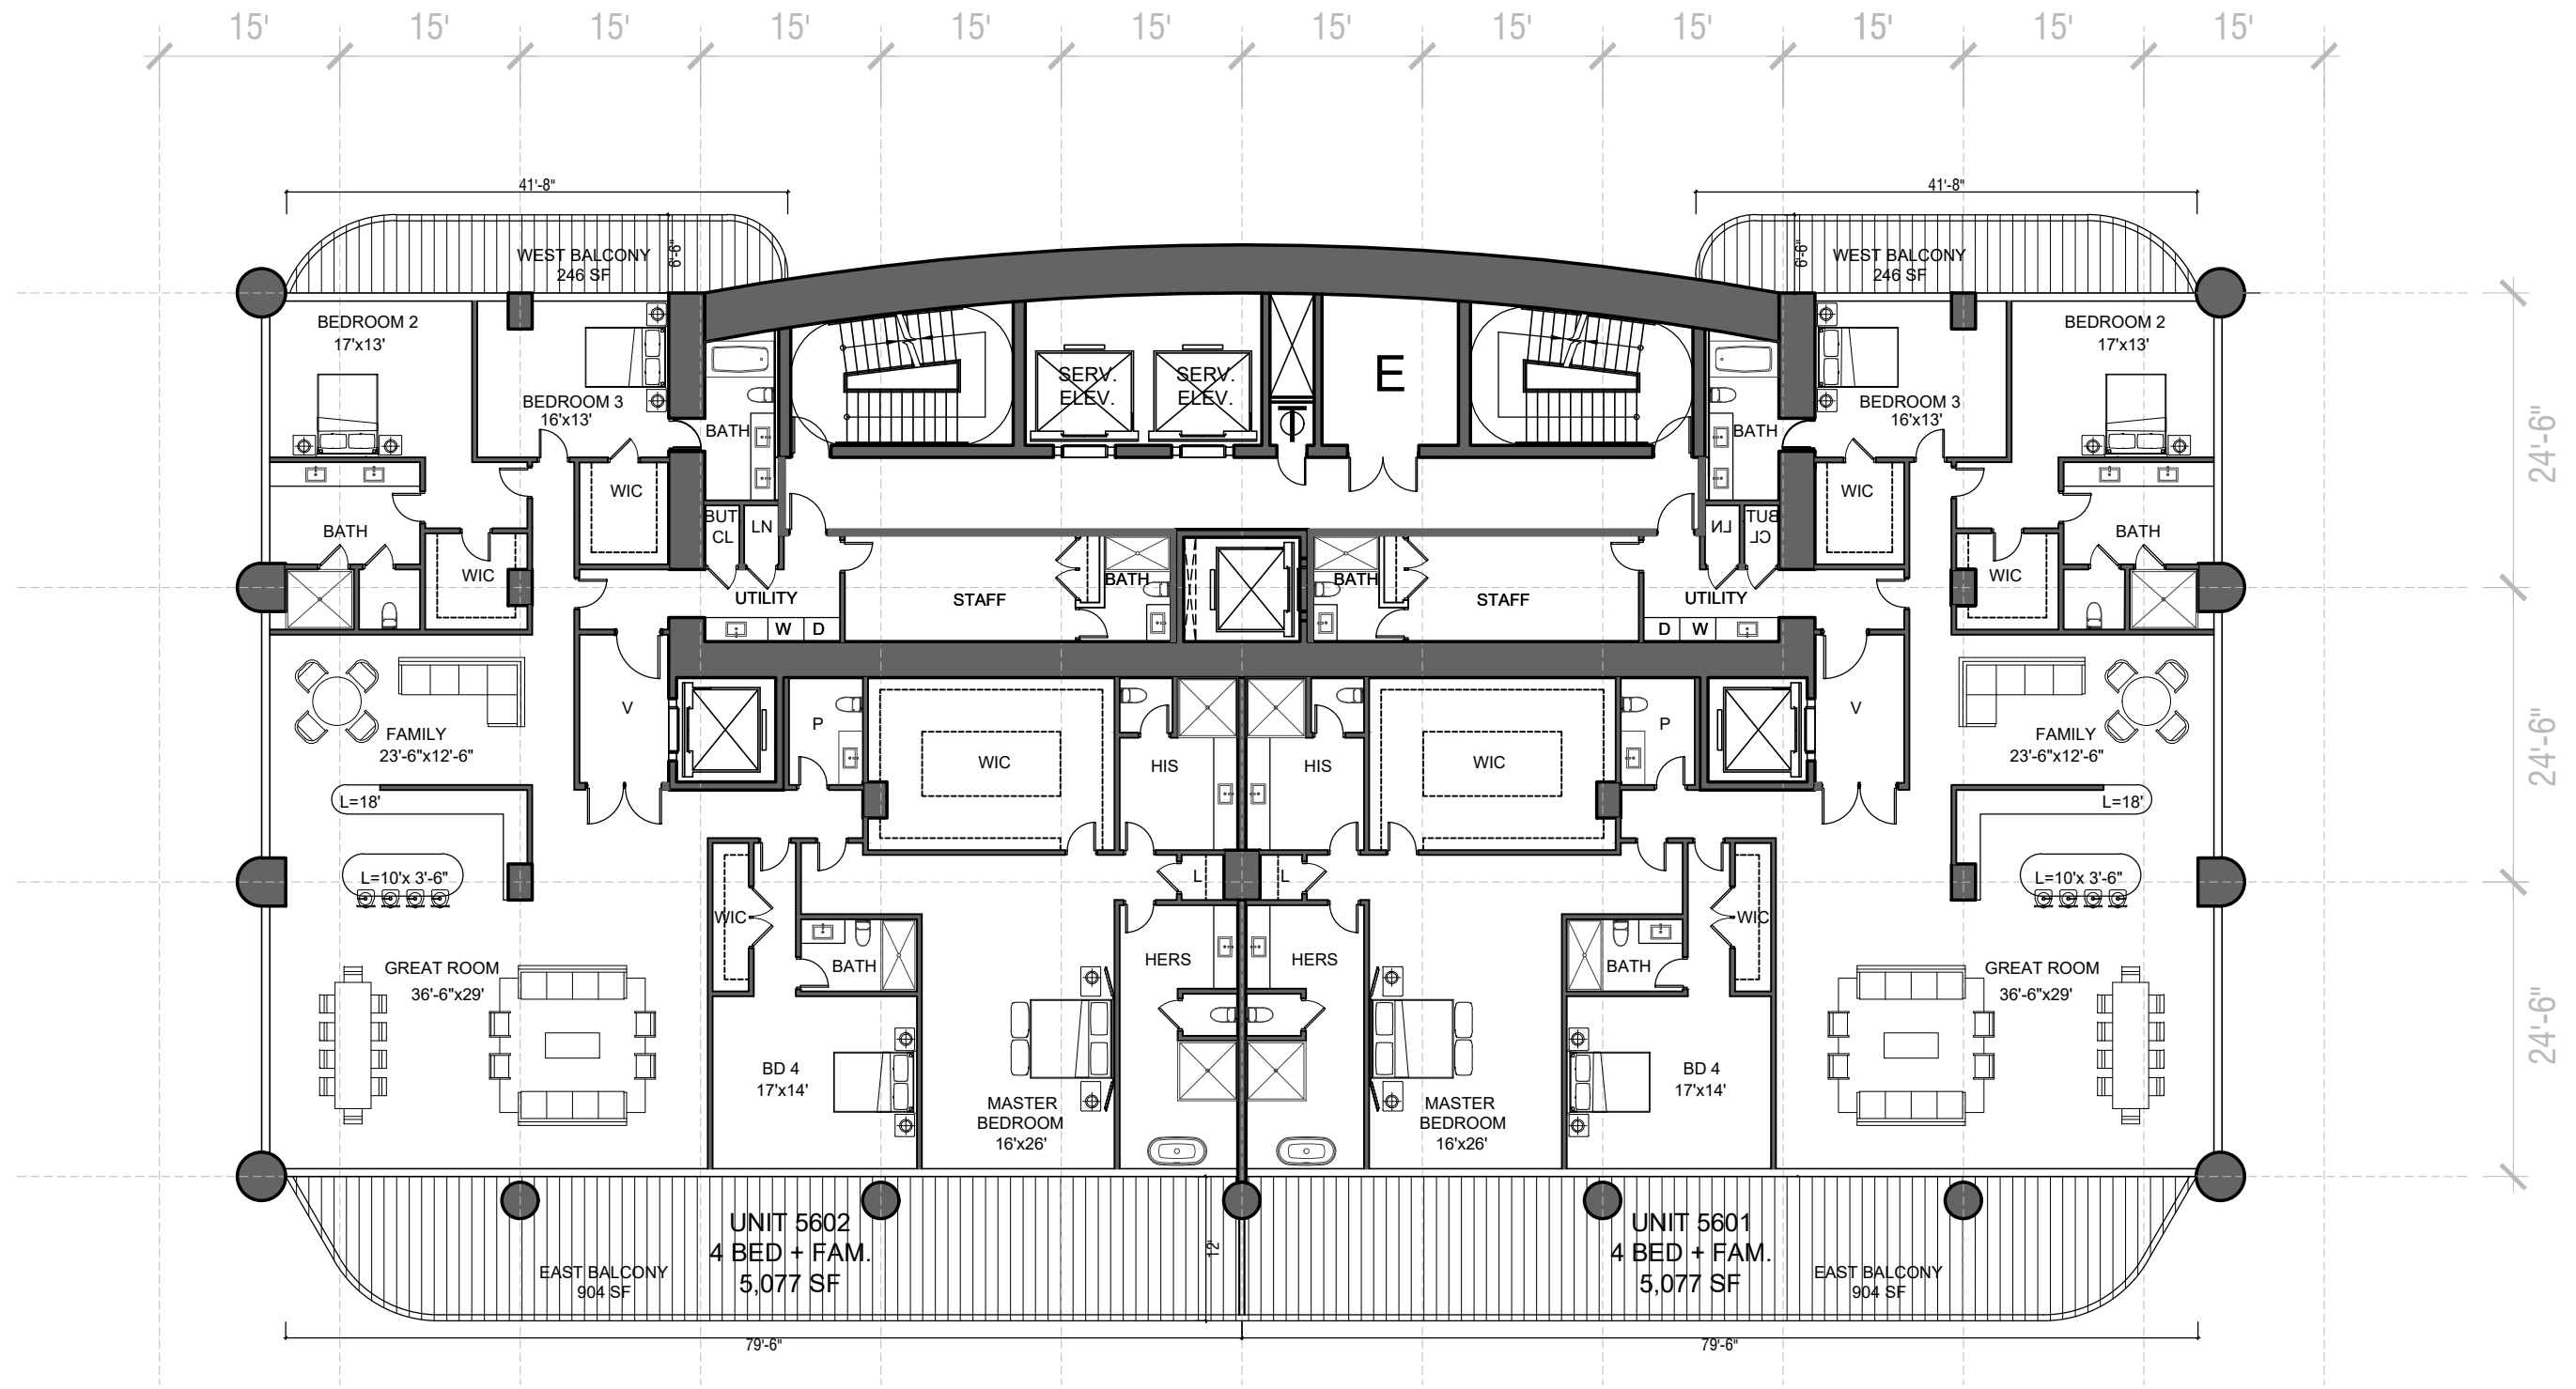 15' 15' 15' 15' 15' 15' 15' 15' 15' 15' 15' 15'
41'-8" 41'-8"
WEST BALCONY
246 SF
6'-6"
6'-6"
WEST BALCONY
246 SF
BEDROOM 2
17'x13'
BEDROOM 3
16'x13'
BATH
SERV.
ELEV.
SERV.
ELEV.
T
E
BATH
BEDROOM 3
16'x13'
BEDROOM 2
17'x13'
24'-6"
WIC
BATH
WIC
BUT
CL
LN
UTILITY
W D
STAFF
BATH
BATH
STAFF
LN
BUT
CL
UTILITY
D W
WIC
WIC
BATH
FAMILY
23'-6"x12'-6"
V
P
WIC
HIS
HIS
WIC
P
V
FAMILY
23'-6"x12'-6"
24'-6"
L=18'
L=10'x 3'-6"
WIC
L
L
WIC
L=18'
L=10'x 3'-6"
GREAT ROOM
36'-6"x29'
BATH
HERS
HERS
BATH
GREAT ROOM
36'-6"x29'
24'-6"
BD 4
17'x14'
MASTER
BEDROOM
16'x26'
MASTER
BEDROOM
16'x26'
BD 4
17'x14'
UNIT 5602
4 BED + FAM.
5,077 SF
12'
UNIT 5601
4 BED + FAM.
5,077 SF
EAST BALCONY
904 SF
EAST BALCONY
904 SF
79'-6" 79'-6"